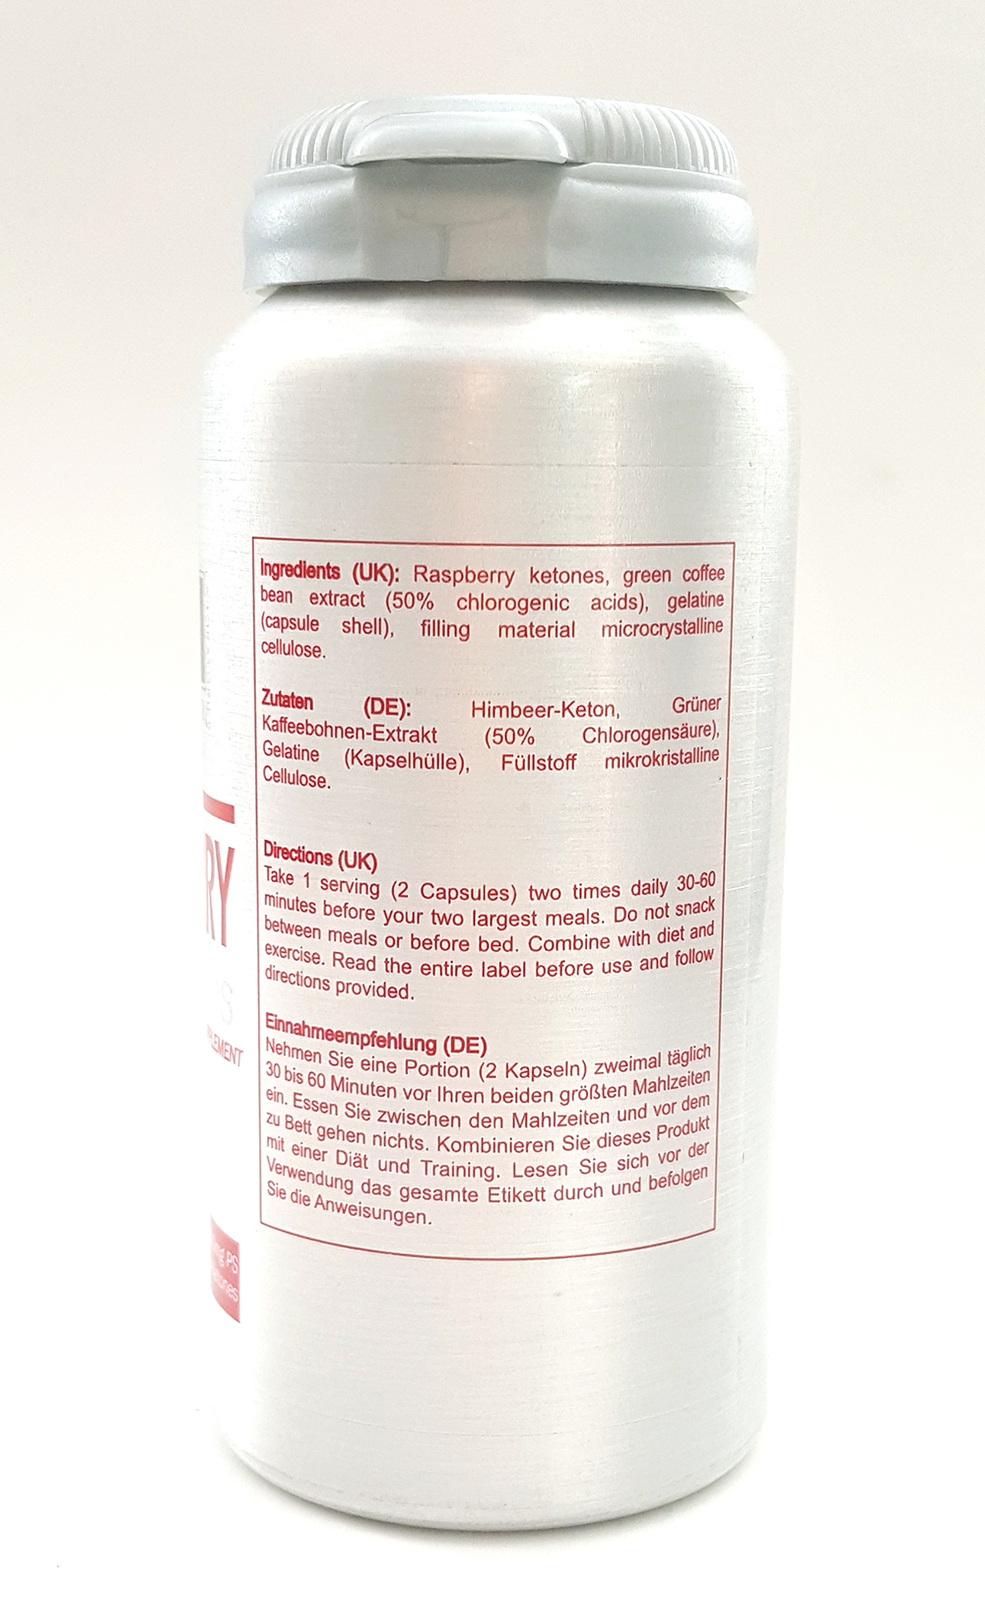 Ingredients (UK): Raspberry ketones, green coffee
bean extract (50% chlorogenic acids), gelatine
(capsule shell), filling material microcrystalline
cellulose.
Zutaten (DE): Himbeer-Keton, Grüner
Kaffeebohnen-Extrakt (50% Chlorogensäure),
Gelatine (Kapselhülle), Füllstoff mikrokristalline
Cellulose.
Directions (UK)
Take 1 serving (2 Capsules) two times daily 30-60
minutes before your two largest meals. Do not snack
between meals or before bed. Combine with diet and
exercise. Read the entire label before use and follow
directions provided.
Einnahmeempfehlung (DE)
Nehmen Sie eine Portion (2 Kapseln) zweimal täglich
30 bis 60 Minuten vor Ihren beiden größten Mahlzeiten
ein. Essen Sie zwischen den Mahlzeiten und vor dem
zu Bett gehen nichts. Kombinieren Sie dieses Produkt
mit einer Diät und Training. Lesen Sie sich vor der
Verwendung das gesamte Etikett durch und befolgen
Sie die Anweisungen.
RY
S